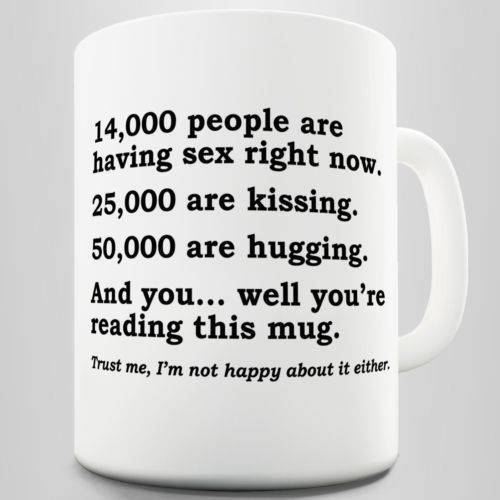 14,000 people are
having sex right now.
25,000 are kissing.
50,000 are hugging.
And you... well you're
reading this mug.
Trust me, I'm not happy about it either.